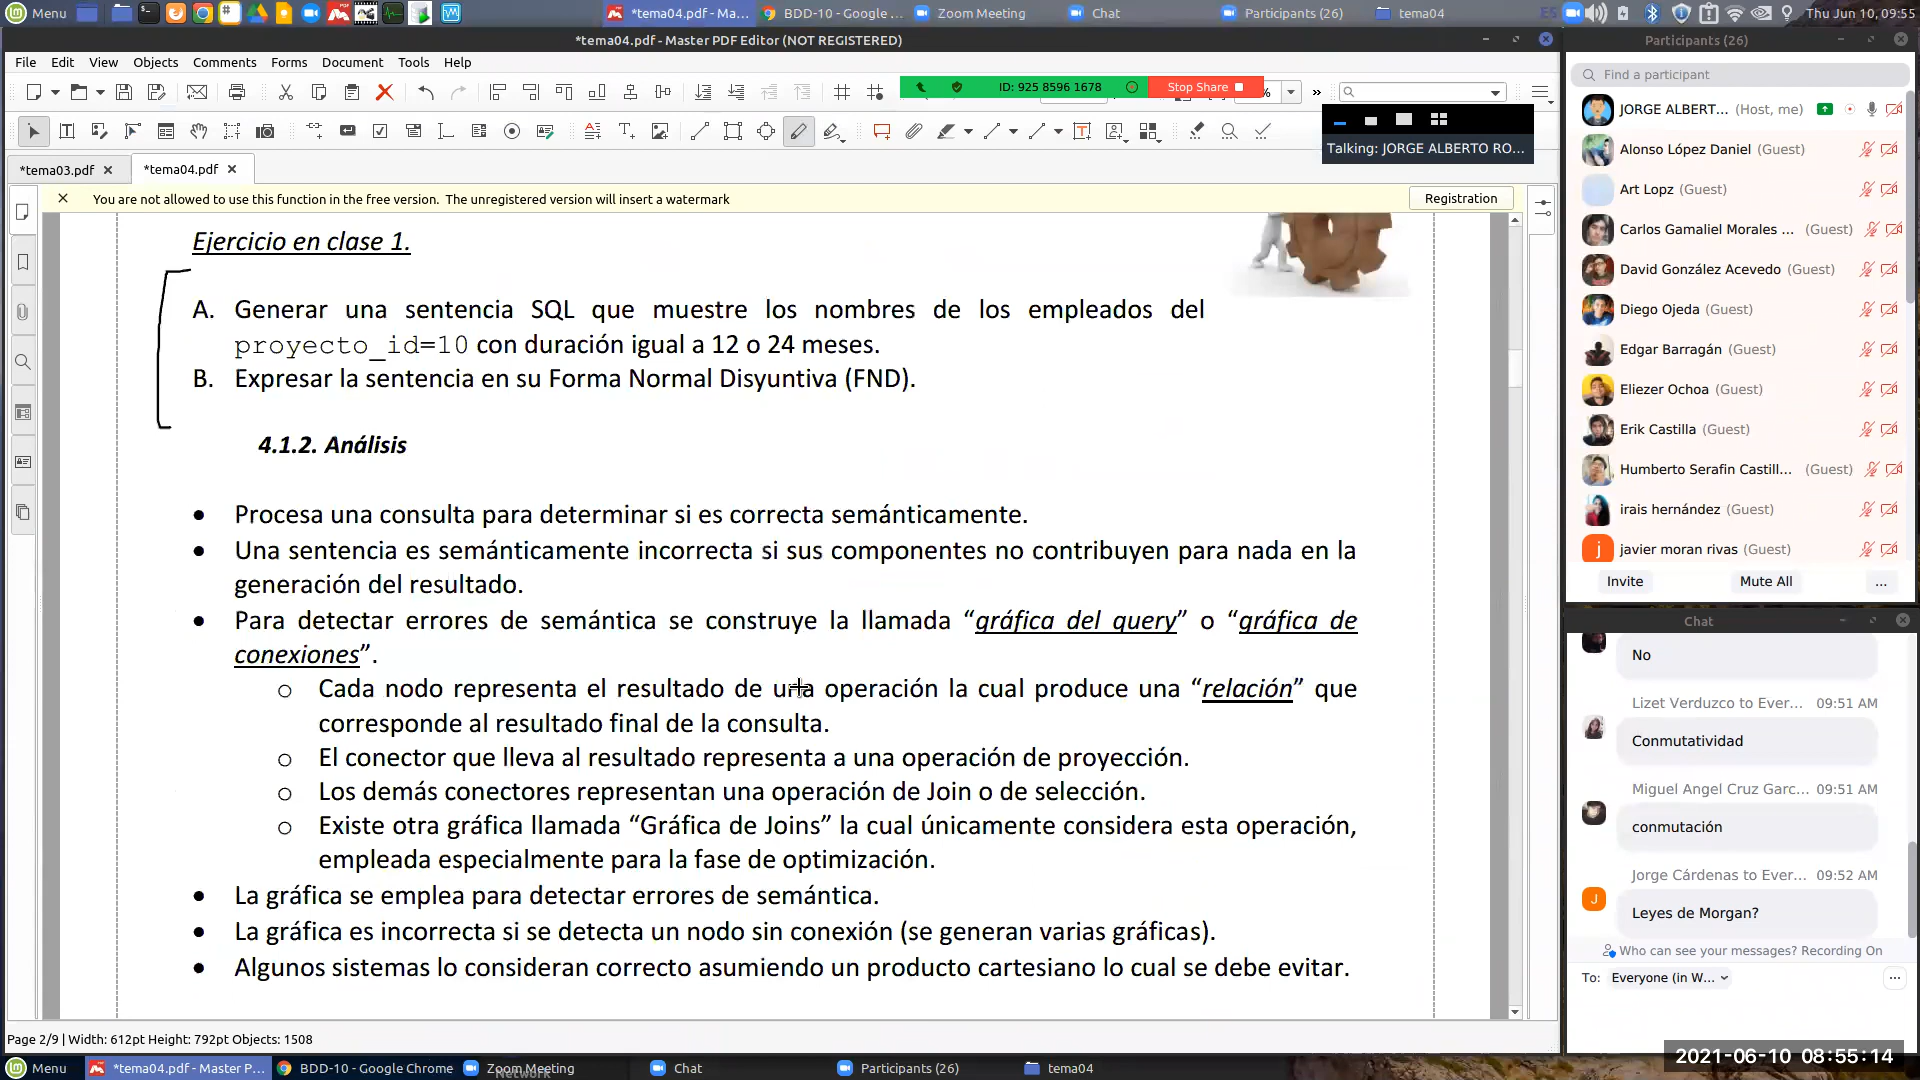 Menu
*tema04.pdf - Ma...
BDD-10 - Google ...
Zoom Meeting
Chat
Participants (26)
tema04
ES
Thu Jun 10, 09:55
*tema04.pdf - Master PDF Editor (NOT REGISTERED)
File Edit View Objects Comments Forms Document Tools Help
ID: 925 8596 1678
Stop Share
%
Talking: JORGE ALBERTO RO...
*tema03.pdf
*tema04.pdf
You are not allowed to use this function in the free version. The unregistered version will insert a watermark
Registration
Ejercicio en clase 1.
A. Generar una sentencia SQL que muestre los nombres de los empleados del
proyecto_id=10 con duración igual a 12 o 24 meses.
B. Expresar la sentencia en su Forma Normal Disyuntiva (FND).
4.1.2. Análisis
• Procesa una consulta para determinar si es correcta semánticamente.
• Una sentencia es semánticamente incorrecta si sus componentes no contribuyen para nada en la
generación del resultado.
• Para detectar errores de semántica se construye la llamada “gráfica del query” o “gráfica de
conexiones”.
o Cada nodo representa el resultado de una operación la cual produce una “relación” que
corresponde al resultado final de la consulta.
o El conector que lleva al resultado representa a una operación de proyección.
o Los demás conectores representan una operación de Join o de selección.
o Existe otra gráfica llamada “Gráfica de Joins” la cual únicamente considera esta operación,
empleada especialmente para la fase de optimización.
• La gráfica se emplea para detectar errores de semántica.
• La gráfica es incorrecta si se detecta un nodo sin conexión (se generan varias gráficas).
• Algunos sistemas lo consideran correcto asumiendo un producto cartesiano lo cual se debe evitar.
Page 2/9 | Width: 612pt Height: 792pt Objects: 1508
Participants (26)
Find a participant
JORGE ALBERT... (Host, me)
Alonso López Daniel (Guest)
Art Lopz (Guest)
Carlos Gamaliel Morales ... (Guest)
David González Acevedo (Guest)
Diego Ojeda (Guest)
Edgar Barragán (Guest)
Eliezer Ochoa (Guest)
Erik Castilla (Guest)
Humberto Serafin Castill... (Guest)
irais hernández (Guest)
j
javier moran rivas (Guest)
Invite
Mute All
...
Chat
No
Lizet Verduzco to Ever... 09:51 AM
Conmutatividad
Miguel Angel Cruz Garc... 09:51 AM
conmutación
Jorge Cárdenas to Ever... 09:52 AM
J
Leyes de Morgan?
Who can see your messages? Recording On
To: Everyone (in W...
2021-06-10 08:55:14
Menu
*tema04.pdf - Master P...
BDD-10 - Google Chrome
Zoom Meeting
Network
Chat
Participants (26)
tema04